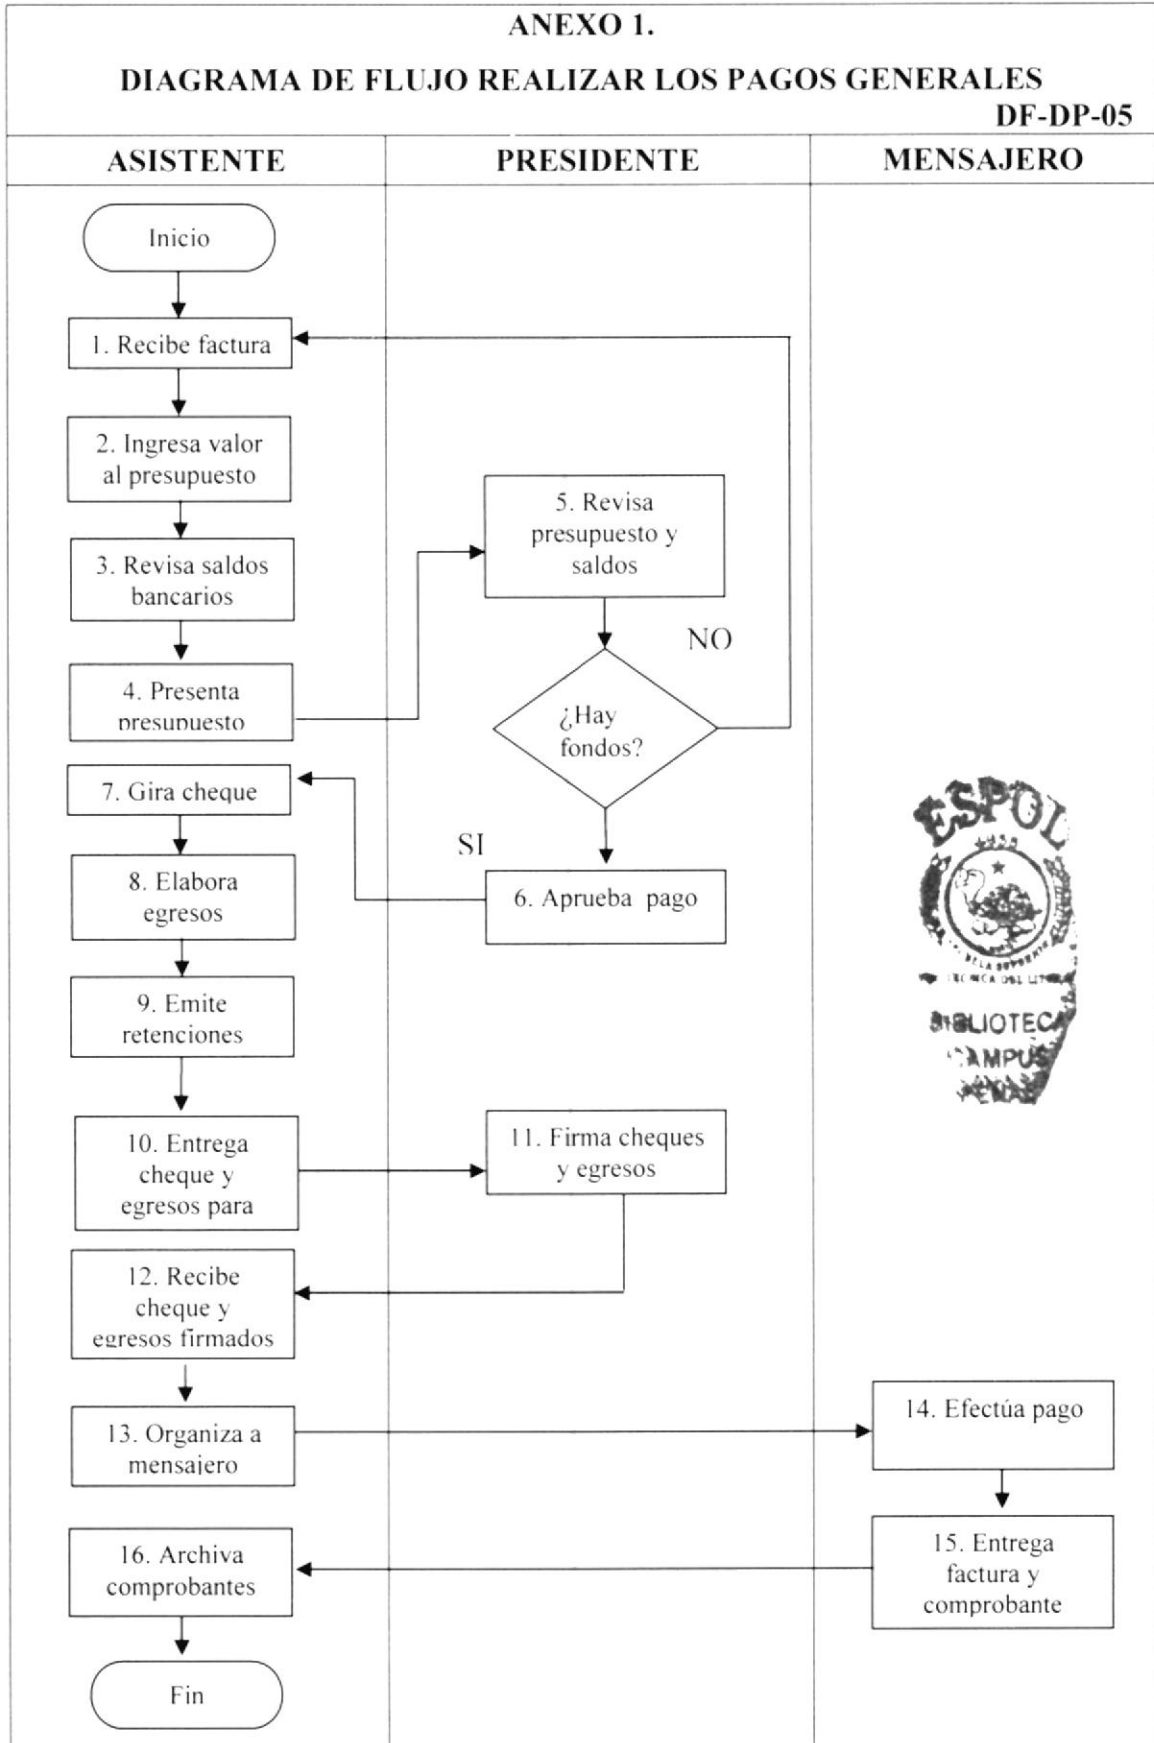 ANEXO 1.
DIAGRAMA DE FLUJO REALIZAR LOS PAGOS GENERALES
DF-DP-05
ASISTENTE
PRESIDENTE
MENSAJERO
Inicio
1. Recibe factura
2. Ingresa valor
al presupuesto
3. Revisa saldos
bancarios
4. Presenta
presupuesto
5. Revisa
presupuesto y
saldos
NO
¿Hay
fondos?
SI
6. Aprueba pago
7. Gira cheque
8. Elabora
egresos
9. Emite
retenciones
10. Entrega
cheque y
egresos para
11. Firma cheques
y egresos
12. Recibe
cheque y
egresos firmados
13. Organiza a
mensajero
14. Efectúa pago
15. Entrega
factura y
comprobante
16. Archiva
comprobantes
Fin
ESPOL
BIBLIOTECA
CAMPUS